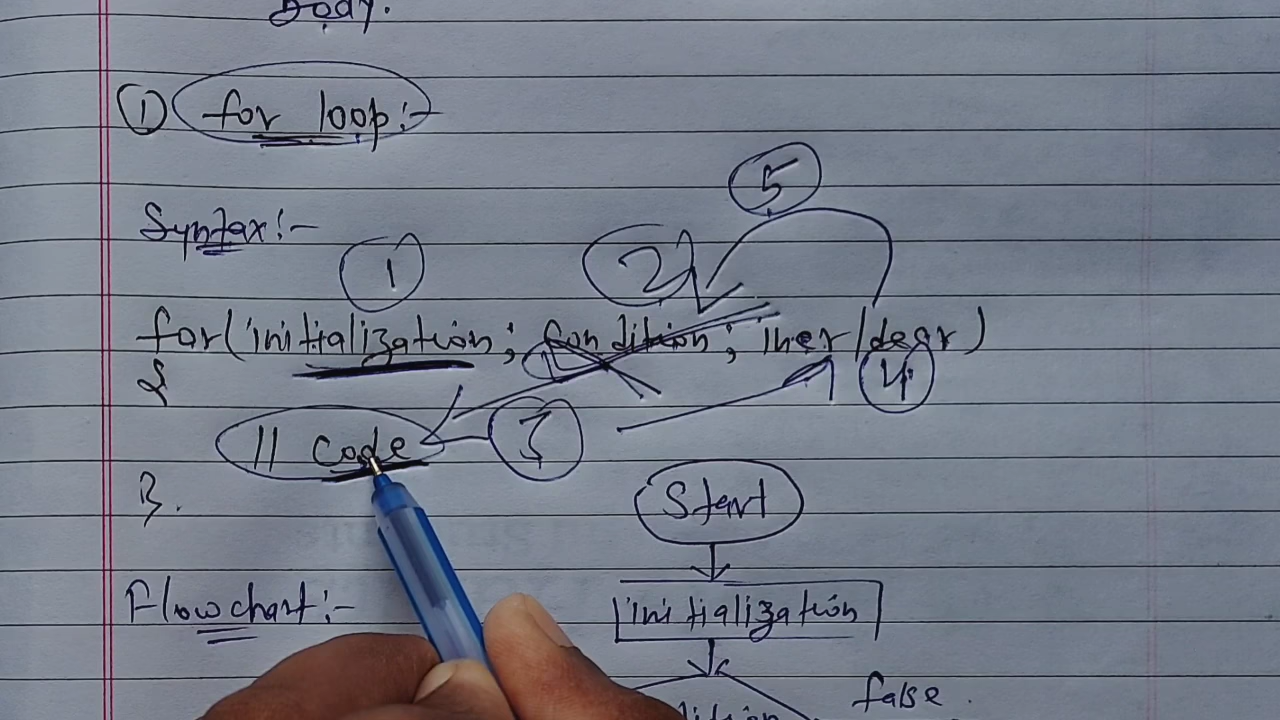 Body.
① for loop:-
Syntax:-
① 2 5
for(initialization; condition; incr/decr)
{
// Code 3 4
}.
Start
Flowchart:-
initialization
false.